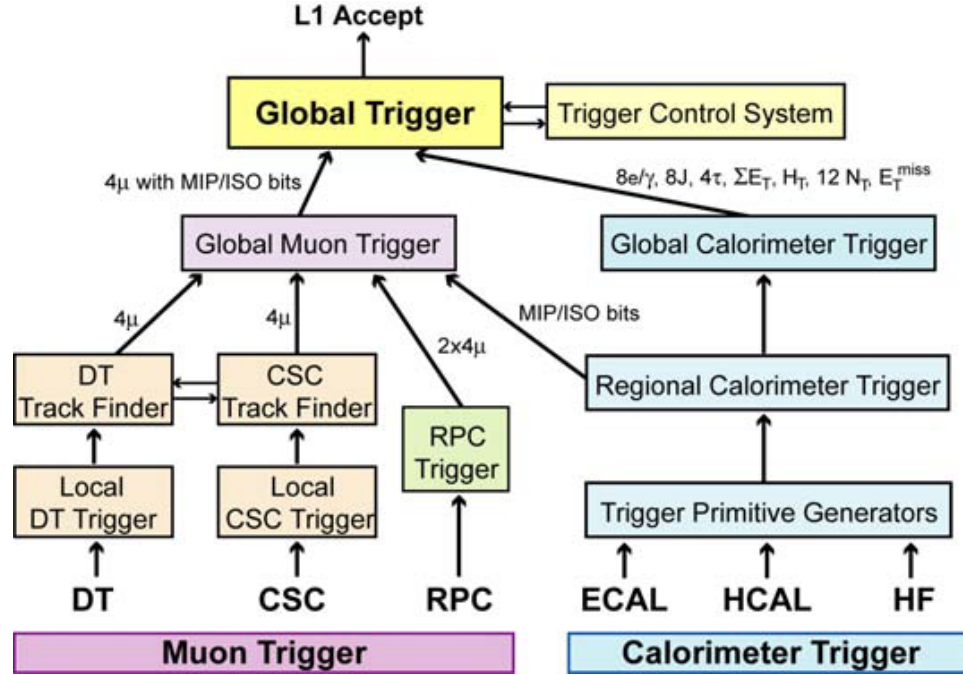 L1 Accept
Global Trigger
Trigger Control System
4μ with MIP/ISO bits
8e/γ, 8J, 4τ, ΣE_T, H_T, 12 N_T, E_T^miss
Global Muon Trigger
Global Calorimeter Trigger
4μ
4μ
2x4μ
MIP/ISO bits
DT
Track Finder
CSC
Track Finder
RPC
Trigger
Regional Calorimeter Trigger
Local
DT Trigger
Local
CSC Trigger
Trigger Primitive Generators
DT
CSC
RPC
ECAL
HCAL
HF
Muon Trigger
Calorimeter Trigger